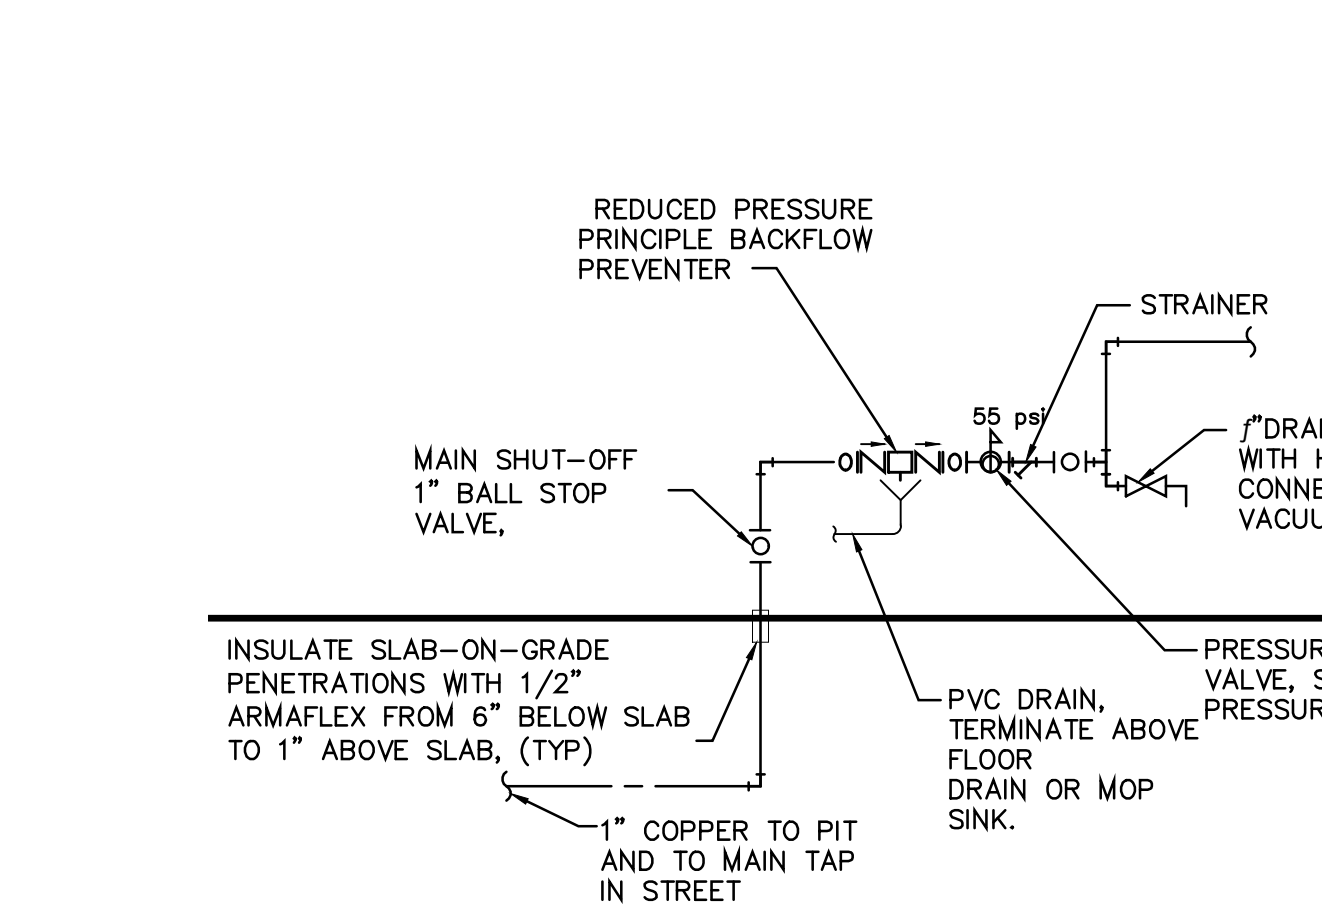 REDUCED PRESSURE
PRINCIPLE BACKFLOW
PREVENTER
STRAINER
55 psi
MAIN SHUT-OFF
1" BALL STOP
VALVE,
WITH
INSULATE SLAB-ON-GRADE
PENETRATIONS WITH 1/2"
ARMAFLEX FROM 6" BELOW SLAB
TO 1" ABOVE SLAB, (TYP)
VALVE,
PVC DRAIN,
TERMINATE ABOVE
FLOOR
DRAIN OR MOP
SINK.
1" COPPER TO PIT
AND TO MAIN TAP
IN STREET